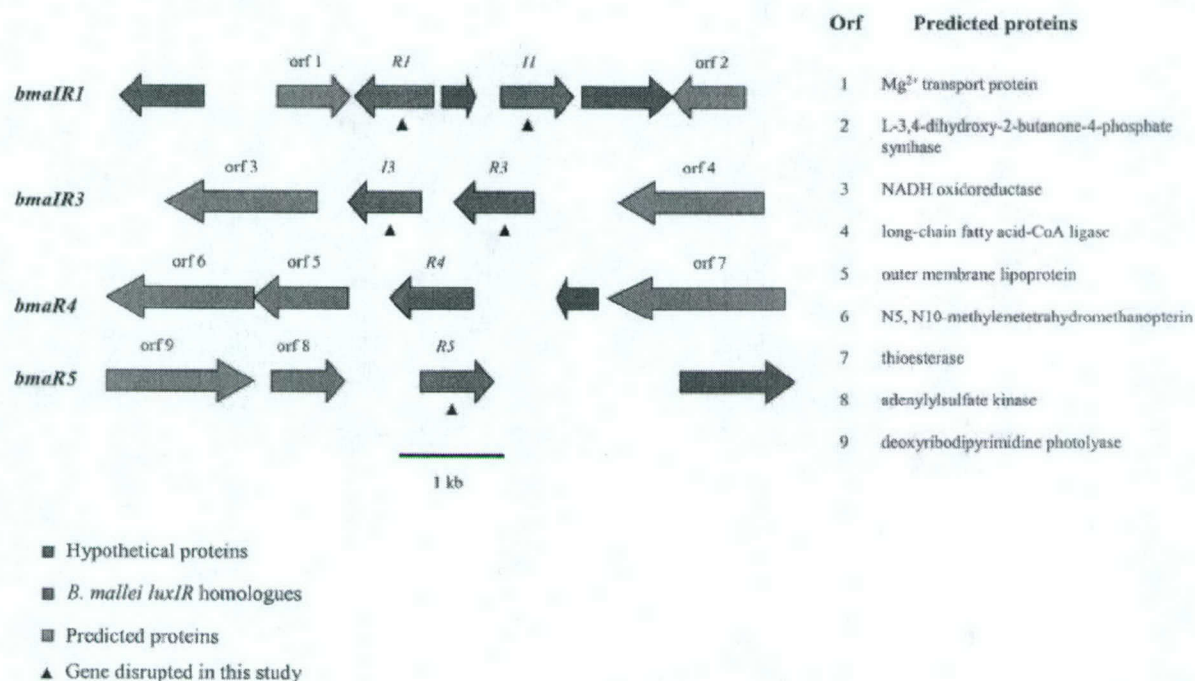 Orf Predicted proteins
orf 1 R1 I1 orf 2
bmaIR1
1 Mg2+ transport protein
2 L-3,4-dihydroxy-2-butanone-4-phosphate
synthase
orf 3 I3 R3 orf 4
bmaIR3
3 NADH oxidoreductase
4 long-chain fatty acid-CoA ligase
orf 6 orf 5 R4 orf 7
bmaR4
5 outer membrane lipoprotein
6 N5, N10-methylenetetrahydromethanopterin
orf 9 orf 8 R5
bmaR5
7 thioesterase
8 adenylylsulfate kinase
9 deoxyribodipyrimidine photolyase
1 kb
Hypothetical proteins
B. mallei luxIR homologues
Predicted proteins
Gene disrupted in this study